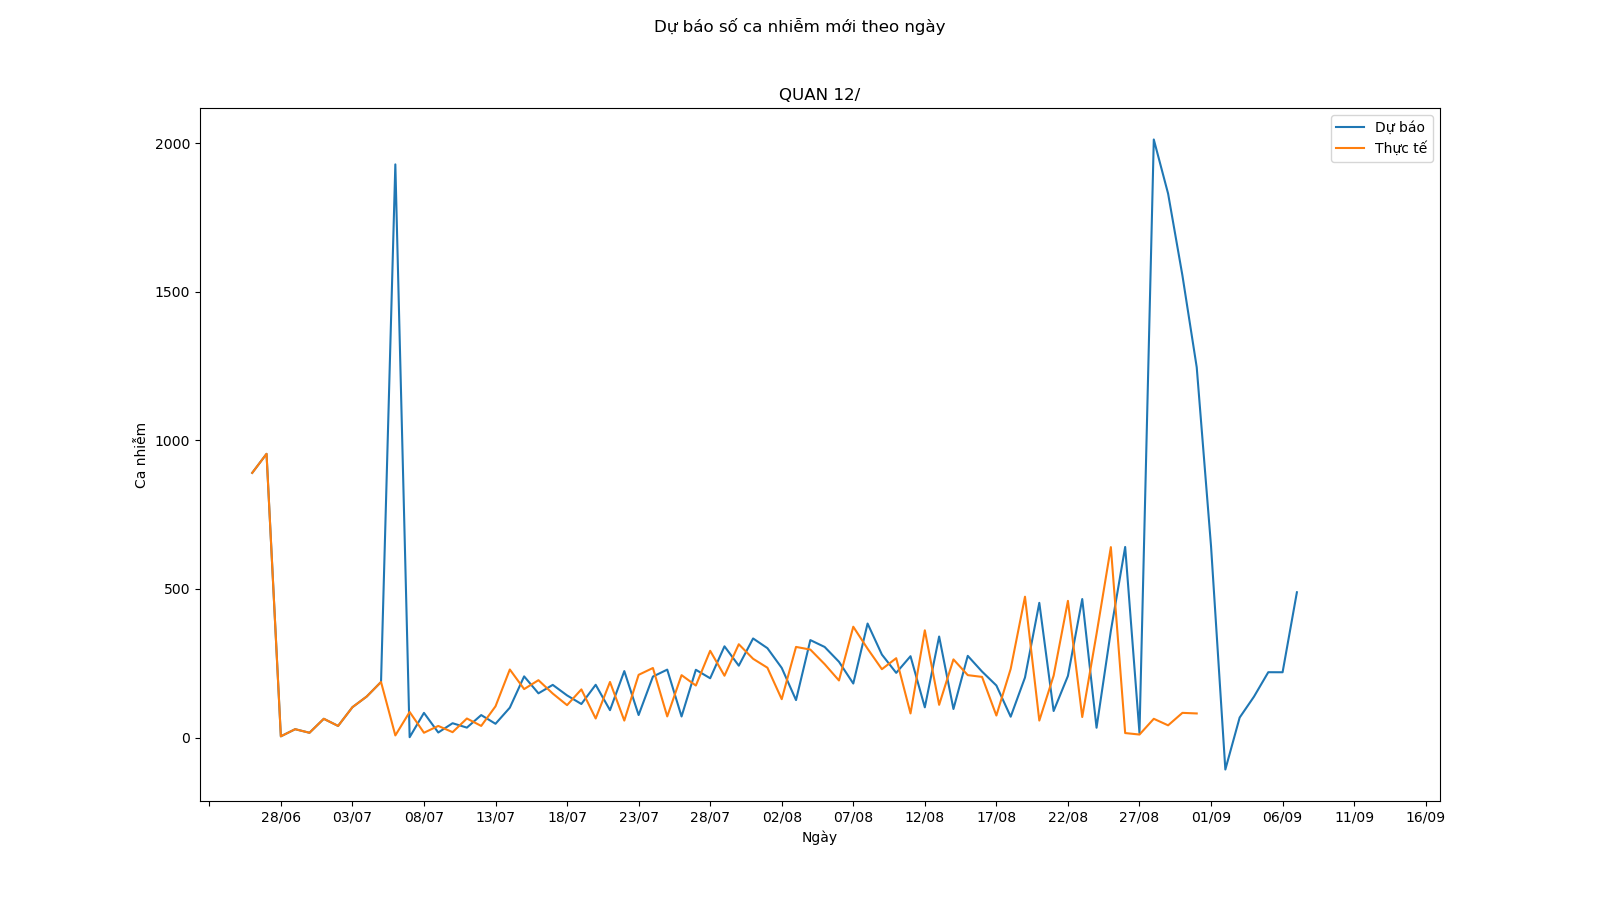 Dự báo số ca nhiễm mới theo ngày
QUAN 12/
Dự báo
Thực tế
2000
1500
1000
500
0
Ca nhiễm
28/06 03/07 08/07 13/07 18/07 23/07 28/07 02/08 07/08 12/08 17/08 22/08 27/08 01/09 06/09 11/09 16/09
Ngày